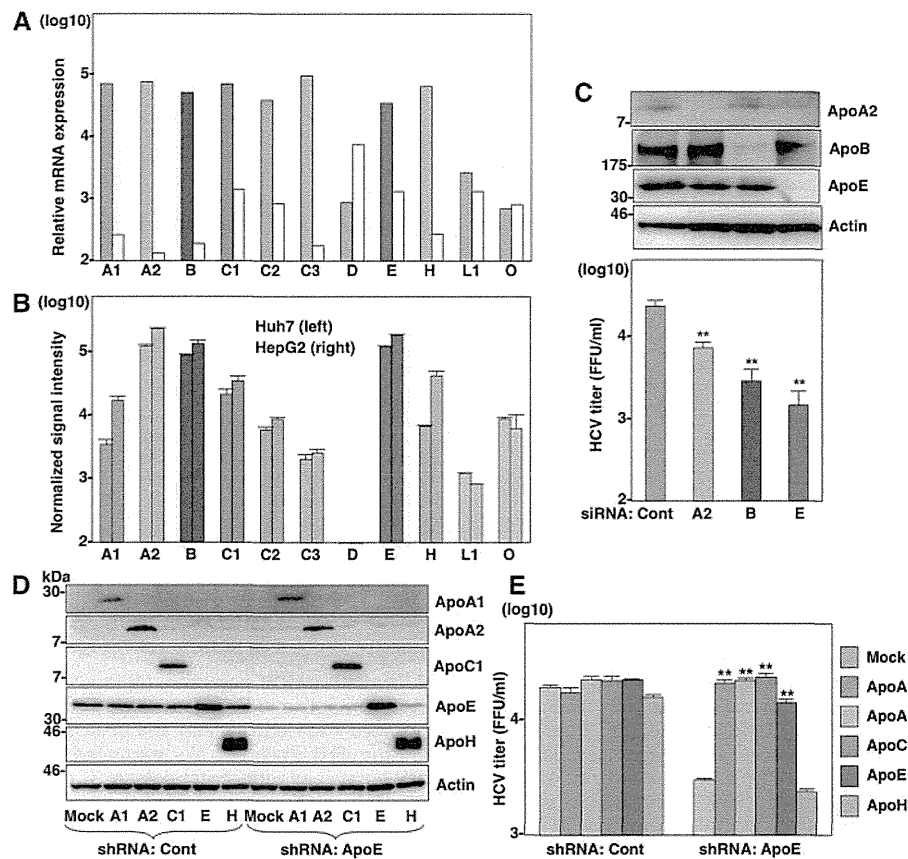 A
(log10)
Relative mRNA expression
5
4
3
2
A1 A2 B C1 C2 C3 D E H L1 O
B
(log10)
Huh7 (left)
HepG2 (right)
Normalized signal intensity
5
4
3
2
A1 A2 B C1 C2 C3 D E H L1 O
C
7
ApoA2
ApoB
175
ApoE
30
46
Actin
(log10)
HCV titer (FFU/ml)
4
3
2
** ** **
siRNA: Cont A2 B E
D
kDa
30
ApoA1
ApoA2
7
ApoC1
7
ApoE
30
46
ApoH
46
Actin
Mock A1 A2 C1 E H Mock A1 A2 C1 E H
shRNA: Cont shRNA: ApoE
E
(log10)
HCV titer (FFU/ml)
4
3
** ** ** **
shRNA: Cont shRNA: ApoE
Mock
ApoA
ApoA
ApoC
ApoE
ApoH